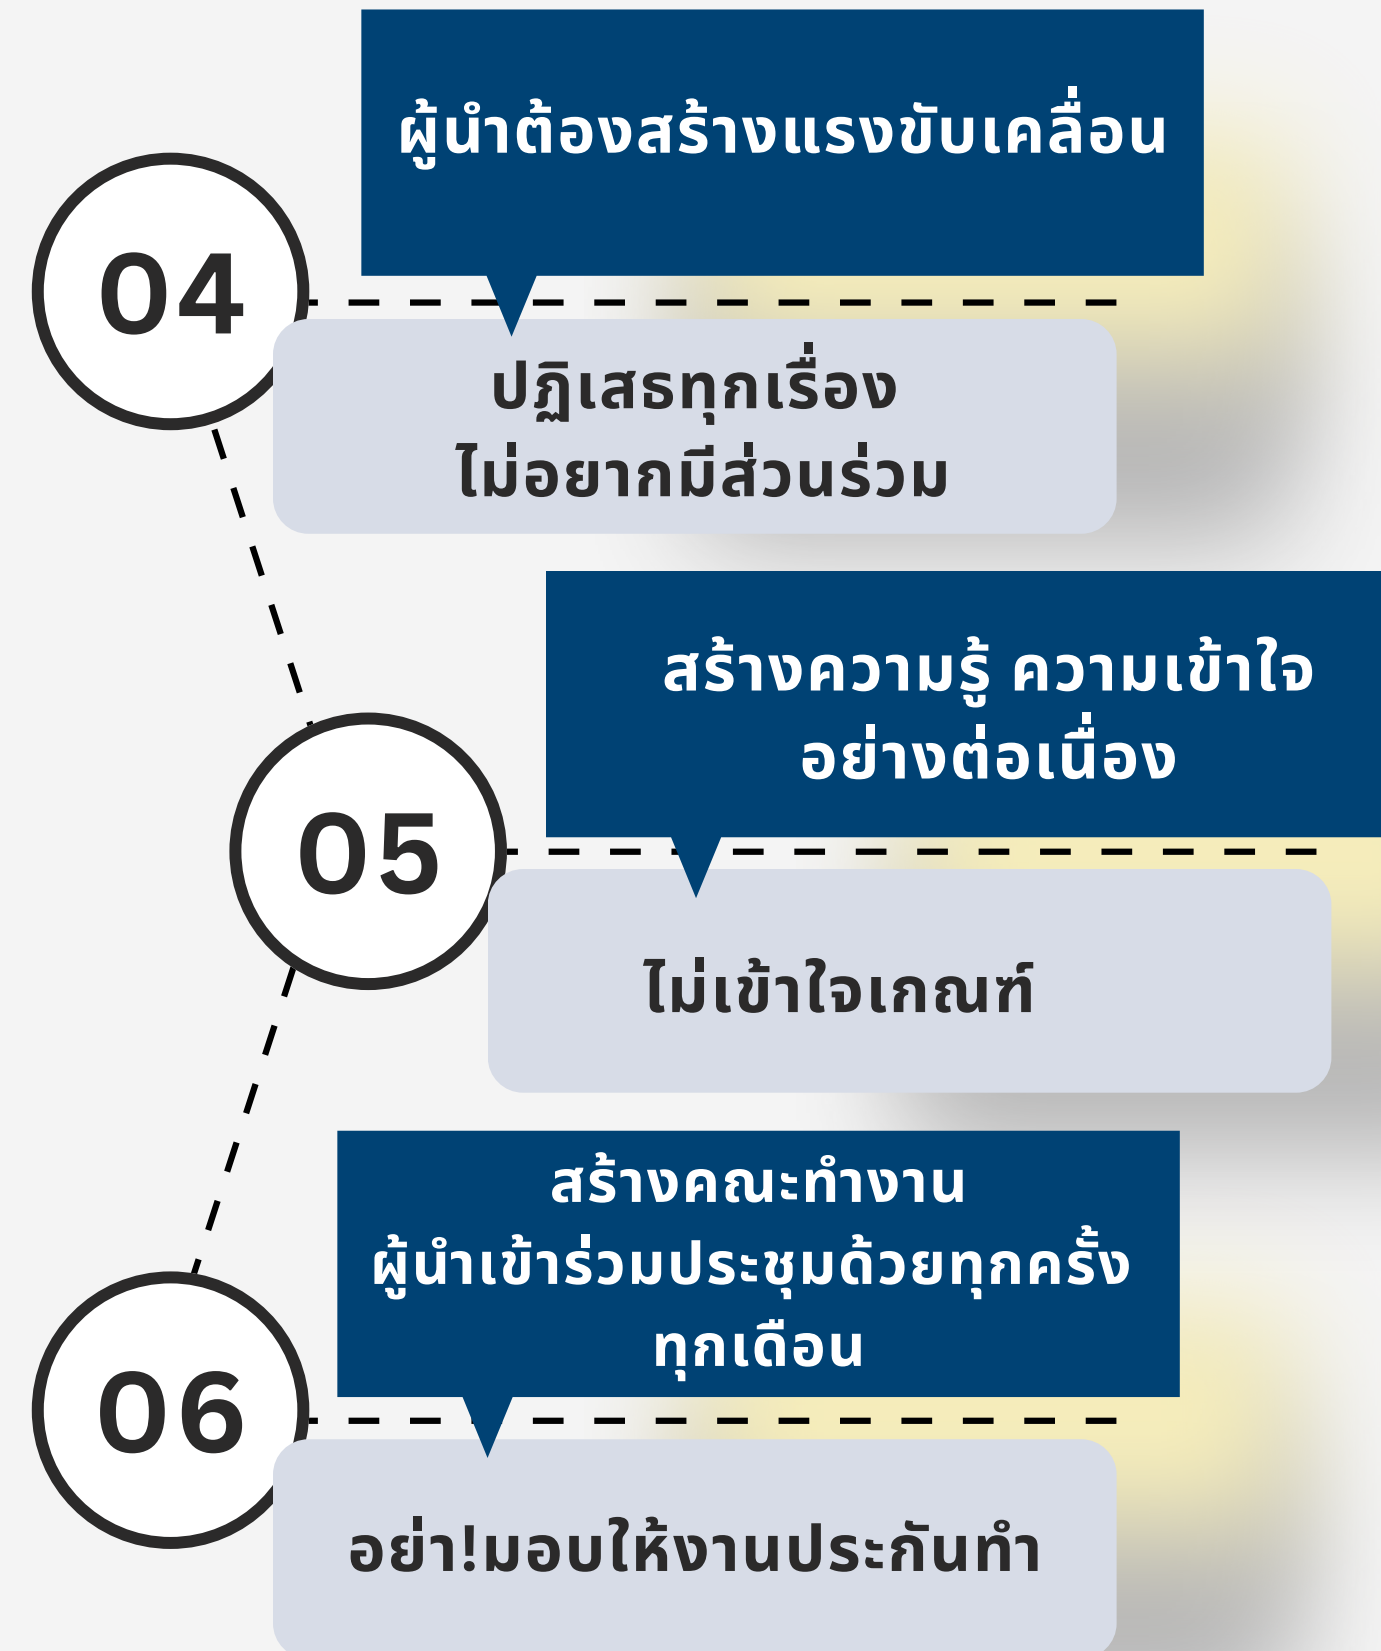 ผู้นำต้องสร้างแรงขับเคลื่อน
04
ปฏิเสธทุกเรื่อง
ไม่อยากมีส่วนร่วม
สร้างความรู้ ความเข้าใจ
อย่างต่อเนื่อง
05
ไม่เข้าใจเกณฑ์
สร้างคณะทำงาน
ผู้นำเข้าร่วมประชุมด้วยทุกครั้ง
ทุกเดือน
06
อย่า!มอบให้งานประกันทำ